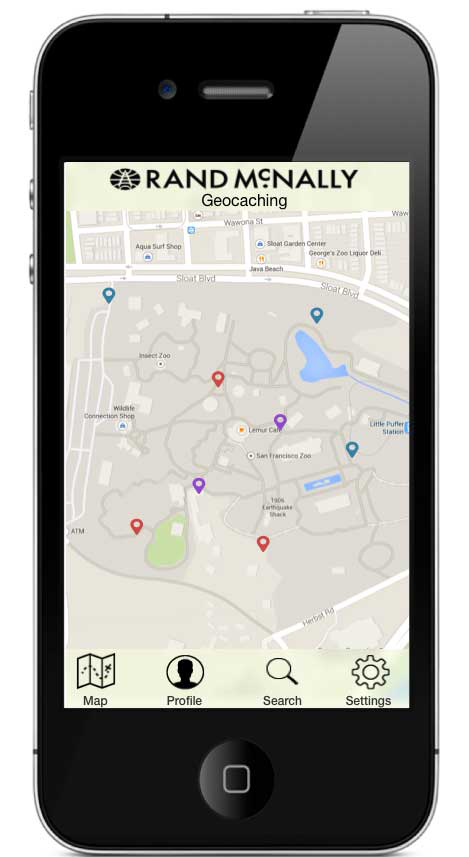 RAND McNALLY
Geocaching
Wawona St
Waw
Aqua Surf Shop
Sloat Garden Center
George's Zoo Liquor Deli
Java Beach
Sloat Blvd
Sloat Blvd
Insect Zoo
Wildlife
Connection Shop
Lemur Cafe
Little Puffer
Station
San Francisco Zoo
1906
Earthquake
Shack
ATM
Herbst Rd
Map
Profile
Search
Settings